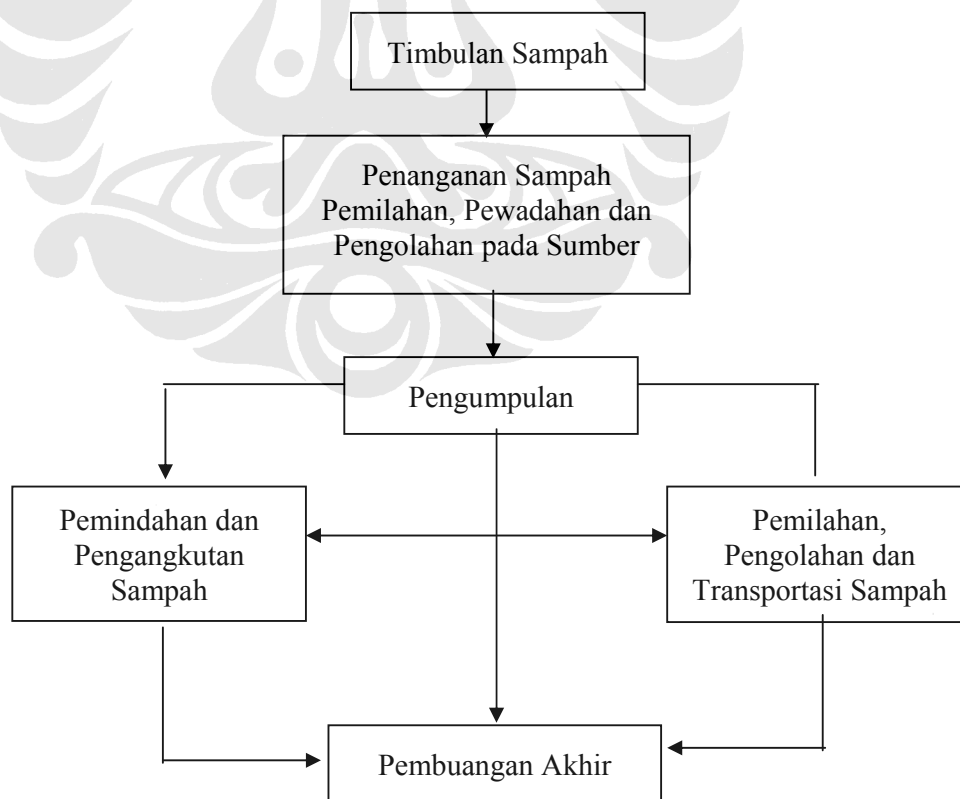 Timbulan Sampah
Penanganan Sampah
Pemilahan, Pewadahan dan
Pengolahan pada Sumber
Pengumpulan
Pemindahan dan
Pengangkutan
Sampah
Pemilahan,
Pengolahan dan
Transportasi Sampah
Pembuangan Akhir